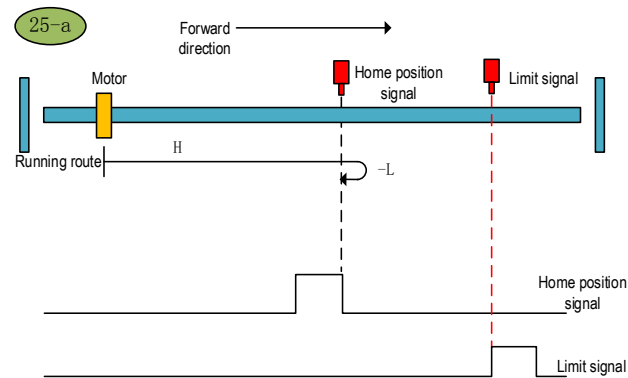 25-a
Forward
direction
Motor
Home position
signal
Limit signal
Running route
H
-L
Home position
signal
Limit signal